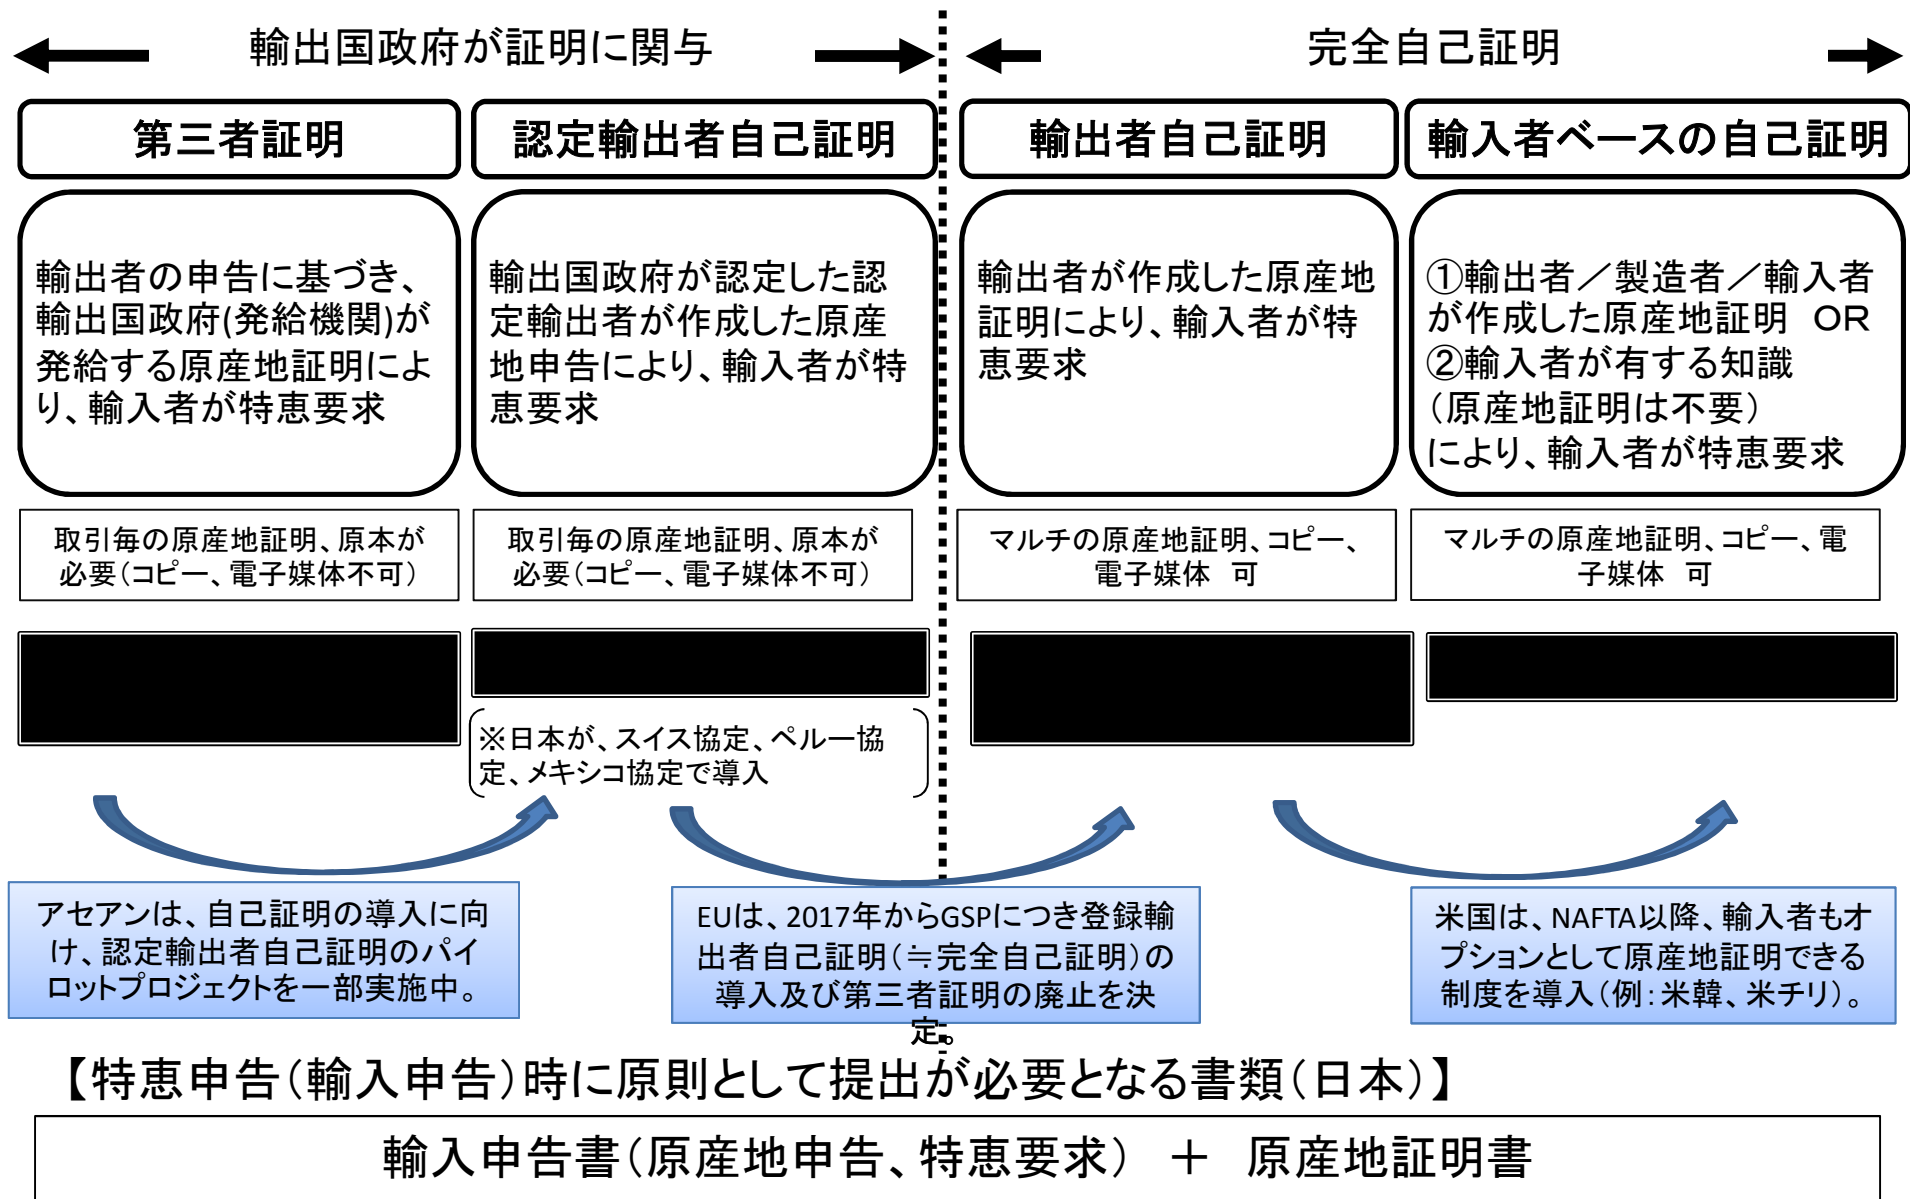 輸出国政府が証明に関与
完全自己証明
第三者証明
認定輸出者自己証明
輸出者自己証明
輸入者ベースの自己証明
輸出者の申告に基づき、
輸出国政府(発給機関)が
発給する原産地証明によ
り、輸入者が特恵要求
輸出国政府が認定した認
定輸出者が作成した原産
地申告により、輸入者が特
恵要求
輸出者が作成した原産地
証明により、輸入者が特
恵要求
①輸出者／製造者／輸入者
が作成した原産地証明　OR
②輸入者が有する知識
（原産地証明は不要）
により、輸入者が特恵要求
取引毎の原産地証明、原本が
必要（コピー、電子媒体不可）
取引毎の原産地証明、原本が
必要（コピー、電子媒体不可）
マルチの原産地証明、コピー、
電子媒体　可
マルチの原産地証明、コピー、電
子媒体　可
※日本が、スイス協定、ペルー協
定、メキシコ協定で導入
アセアンは、自己証明の導入に向
け、認定輸出者自己証明のパイ
ロットプロジェクトを一部実施中。
EUは、2017年からGSPにつき登録輸
出者自己証明（≒完全自己証明）の
導入及び第三者証明の廃止を決
定。
米国は、NAFTA以降、輸入者もオ
プションとして原産地証明できる
制度を導入（例：米韓、米チリ）。
【特恵申告（輸入申告）時に原則として提出が必要となる書類（日本）】
輸入申告書（原産地申告、特恵要求）　＋　原産地証明書